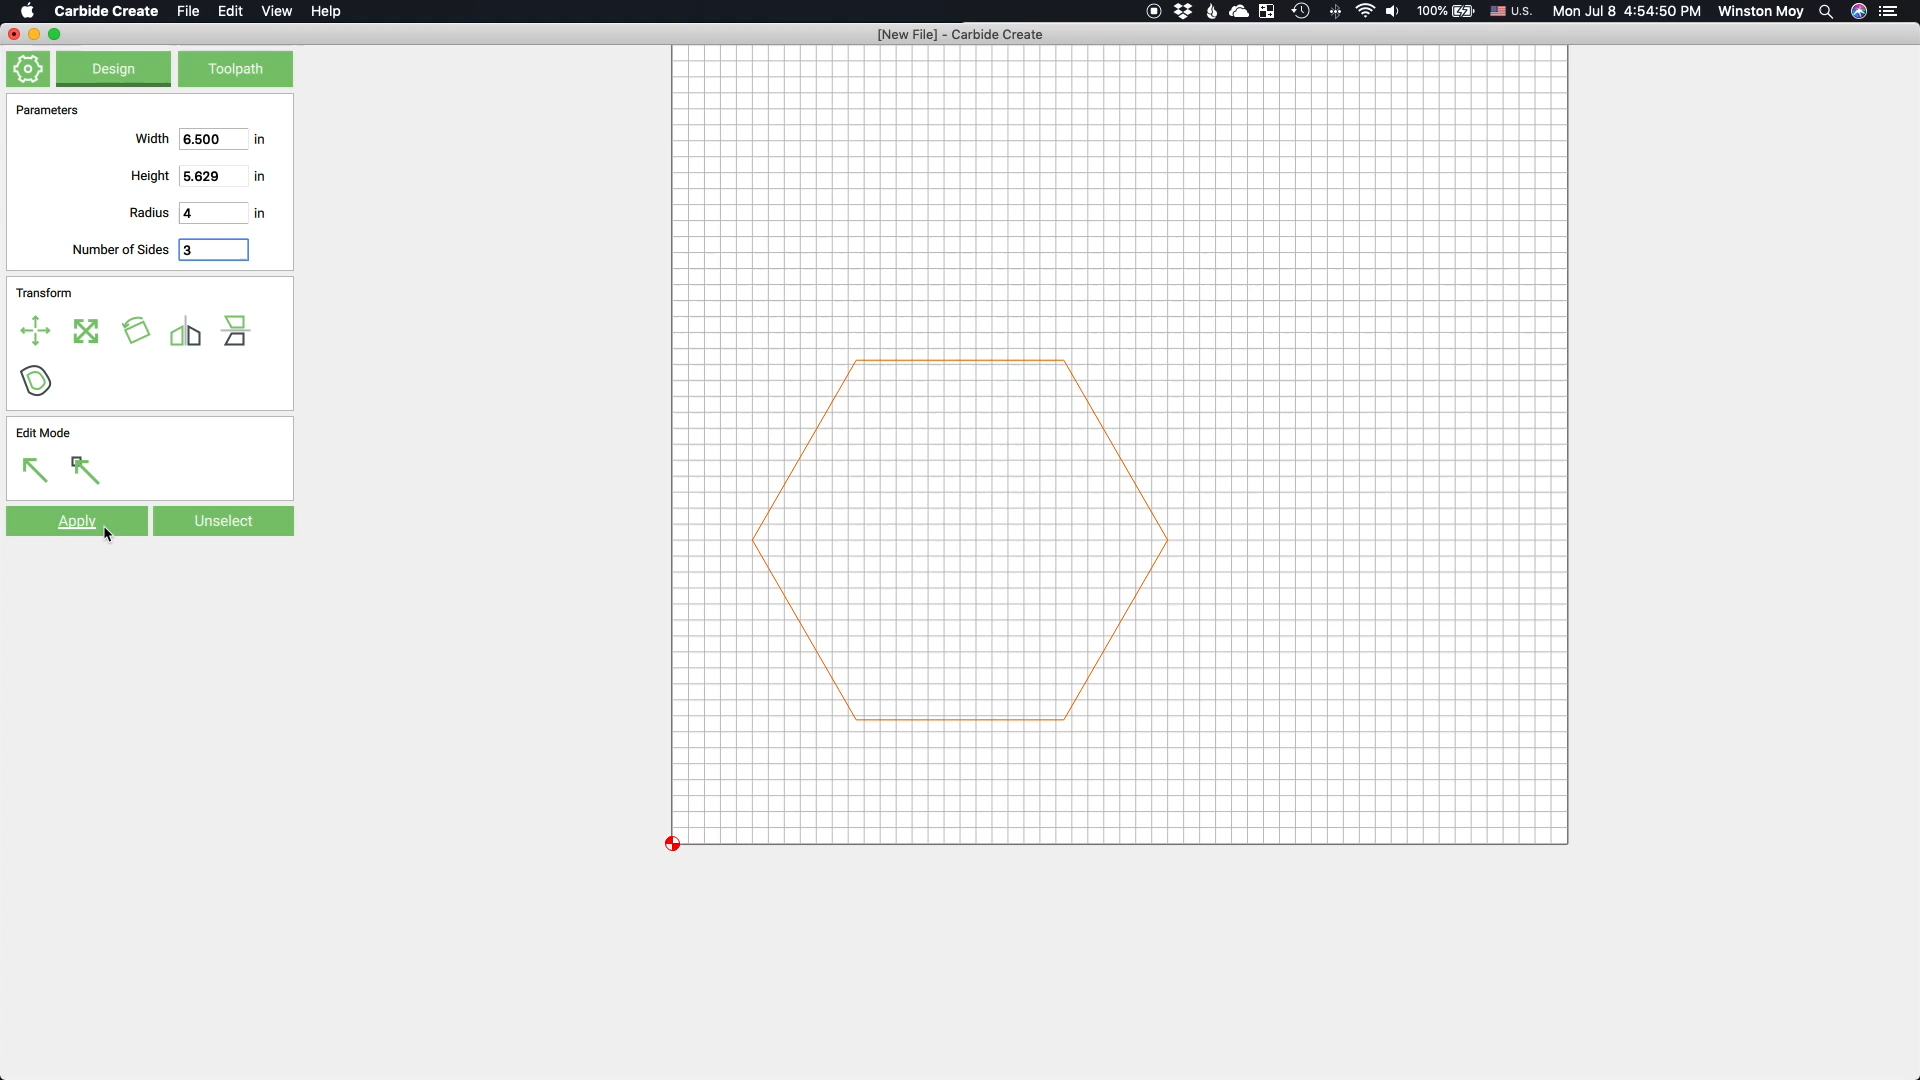 Carbide Create File Edit View Help 100% U.S. Mon Jul 8 4:54:50 PM Winston Moy
[New File] - Carbide Create
Design Toolpath
Parameters
Width 6.500 in
Height 5.629 in
Radius 4 in
Number of Sides 3
Transform
Edit Mode
Apply Unselect